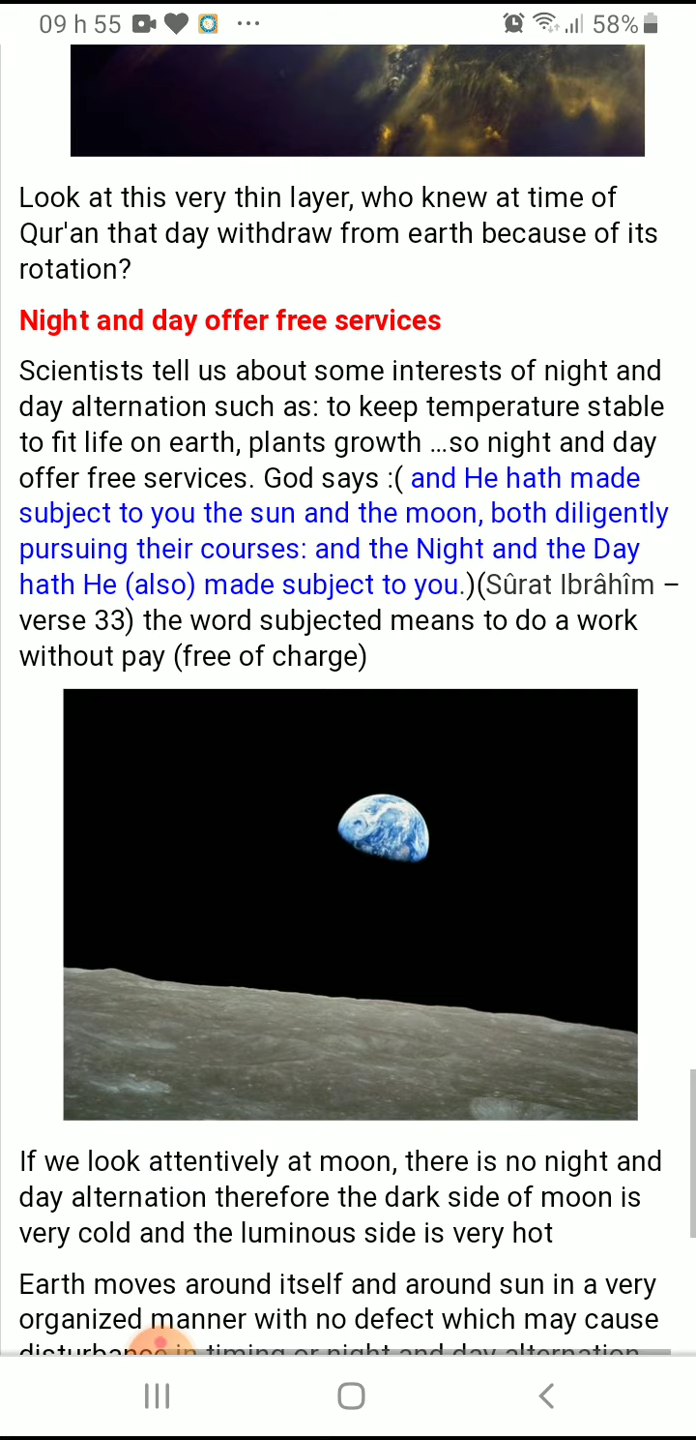 09 h 55
58%
Look at this very thin layer, who knew at time of
Qur'an that day withdraw from earth because of its
rotation?
Night and day offer free services
Scientists tell us about some interests of night and
day alternation such as: to keep temperature stable
to fit life on earth, plants growth ...so night and day
offer free services. God says :( and He hath made
subject to you the sun and the moon, both diligently
pursuing their courses: and the Night and the Day
hath He (also) made subject to you.)(Sûrat Ibrâhîm –
verse 33) the word subjected means to do a work
without pay (free of charge)
If we look attentively at moon, there is no night and
day alternation therefore the dark side of moon is
very cold and the luminous side is very hot
Earth moves around itself and around sun in a very
organized manner with no defect which may cause
disturbance in timing or night and day alternation